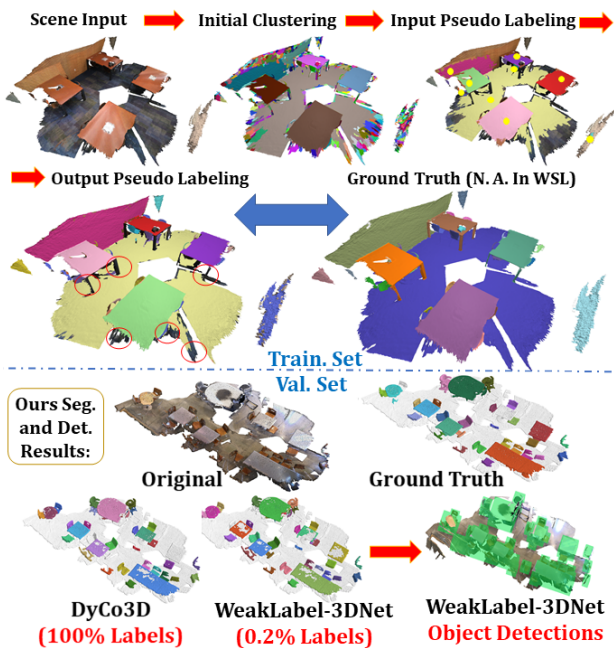 Scene Input
Initial Clustering
Input Pseudo Labeling
Output Pseudo Labeling
Ground Truth (N. A. In WSL)
Train. Set
Val. Set
Ours Seg.
and Det.
Results:
Original
Ground Truth
DyCo3D
(100% Labels)
WeakLabel-3DNet
(0.2% Labels)
WeakLabel-3DNet
Object Detections